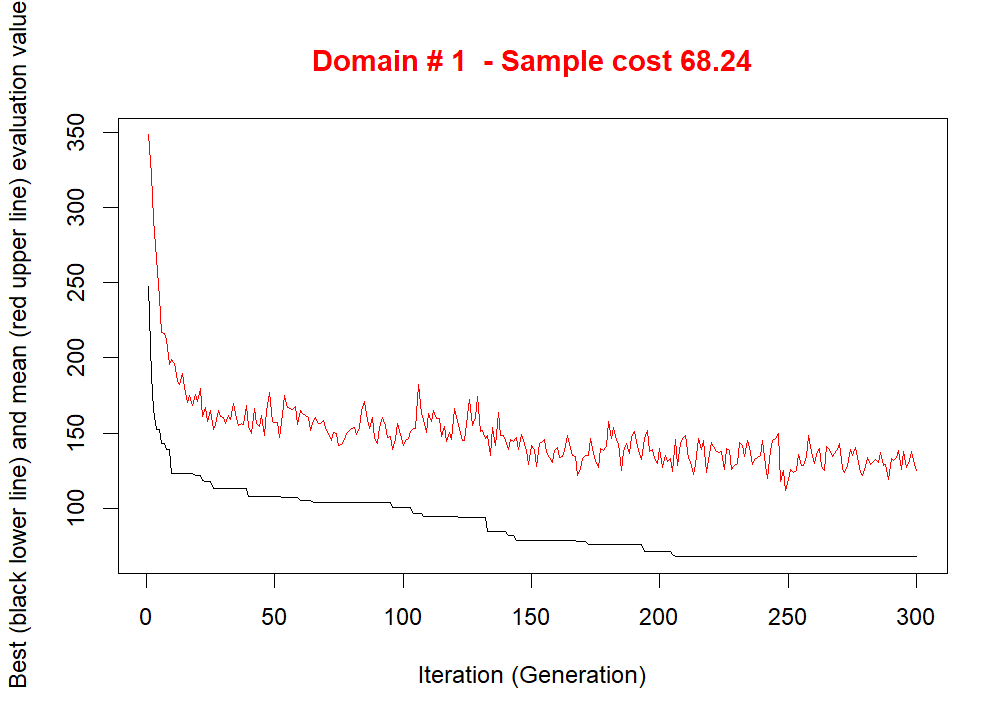 Domain # 1  - Sample cost 68.24
Best (black lower line) and mean (red upper line) evaluation value
350
300
250
200
150
100
0 50 100 150 200 250 300
Iteration (Generation)